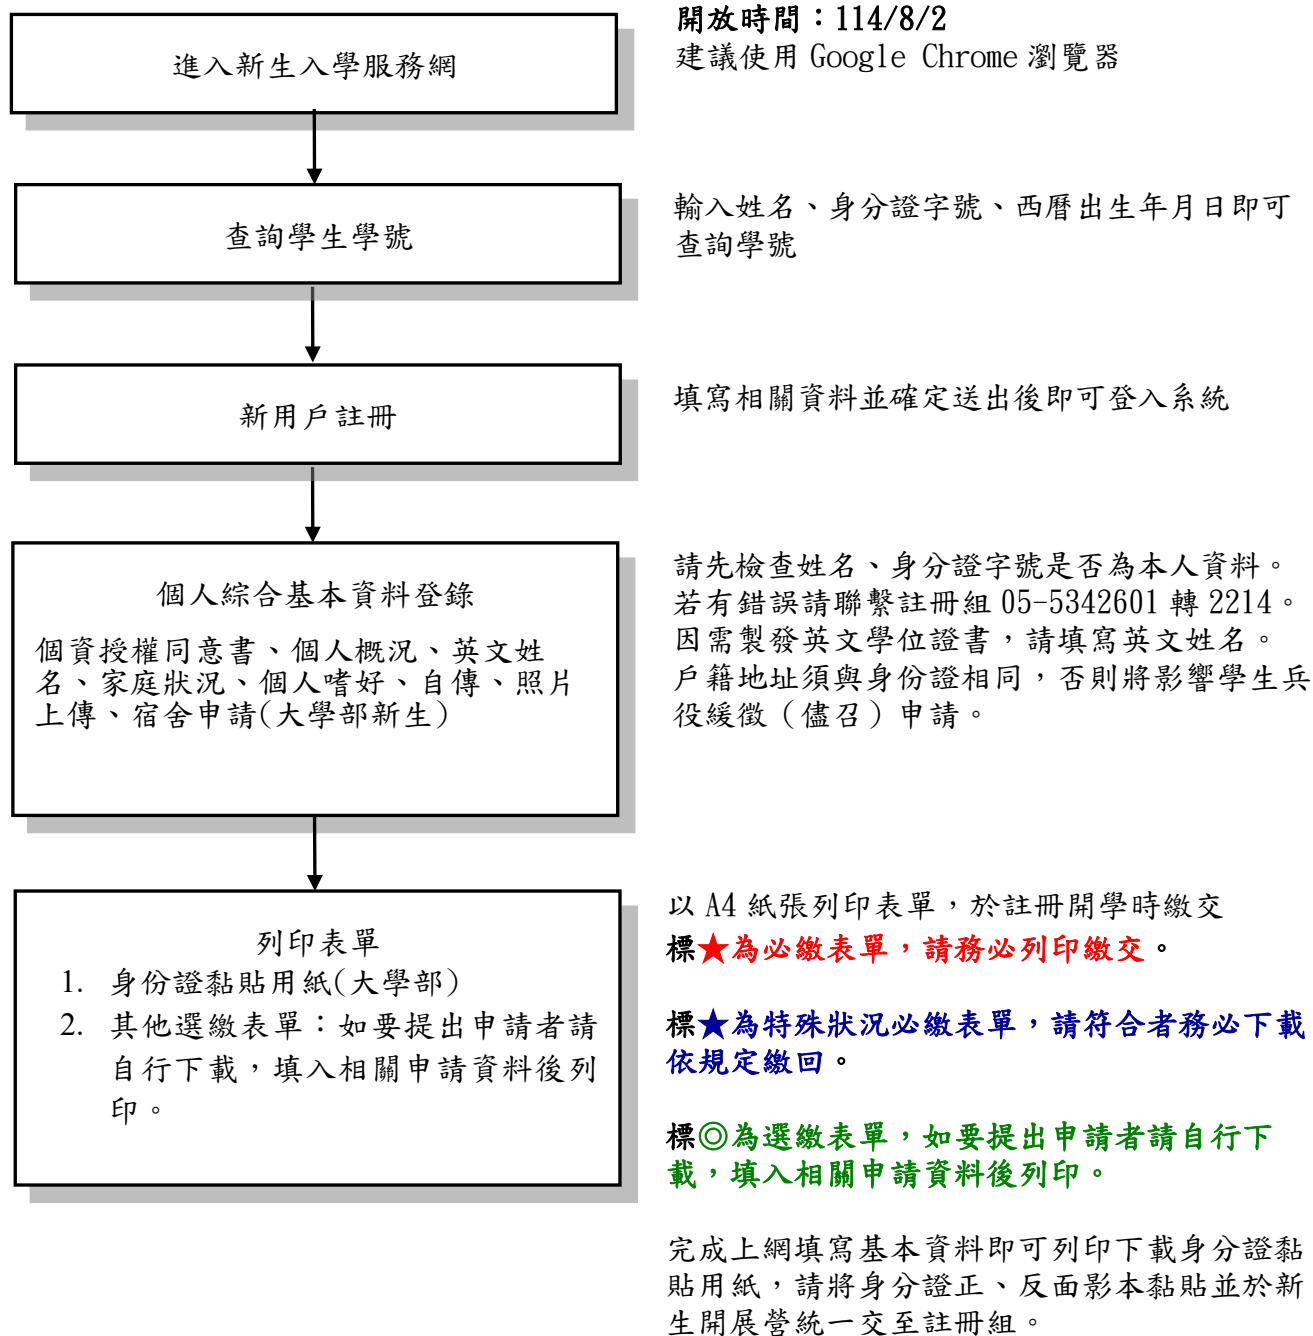 進入新生入學服務網
開放時間：114/8/2
建議使用 Google Chrome 瀏覽器
查詢學生學號
輸入姓名、身分證字號、西曆出生年月日即可
查詢學號
新用戶註冊
填寫相關資料並確定送出後即可登入系統
個人綜合基本資料登錄
個資授權同意書、個人概況、英文姓
名、家庭狀況、個人嗜好、自傳、照片
上傳、宿舍申請(大學部新生)
請先檢查姓名、身分證字號是否為本人資料。
若有錯誤請聯繫註冊組 05-5342601 轉 2214。
因需製發英文學位證書，請填寫英文姓名。
戶籍地址須與身份證相同，否則將影響學生兵
役緩徵（儘召）申請。
列印表單
1. 身份證黏貼用紙(大學部)
2. 其他選繳表單：如要提出申請者請
自行下載，填入相關申請資料後列
印。
以 A4 紙張列印表單，於註冊開學時繳交
標★為必繳表單，請務必列印繳交。
標★為特殊狀況必繳表單，請符合者務必下載
依規定繳回。
標◎為選繳表單，如要提出申請者請自行下
載，填入相關申請資料後列印。
完成上網填寫基本資料即可列印下載身分證黏
貼用紙，請將身分證正、反面影本黏貼並於新
生開展營統一交至註冊組。